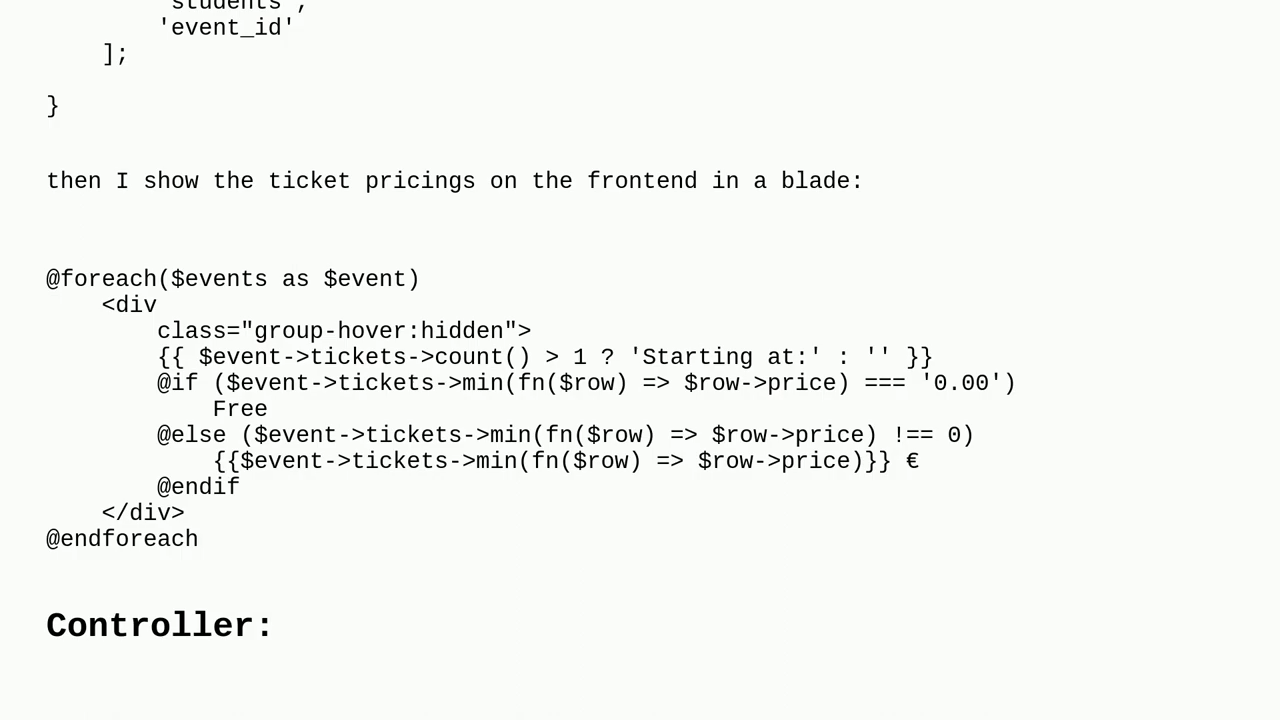 'students',
'event_id'
];
}
then I show the ticket pricings on the frontend in a blade:
@foreach($events as $event)
<div
class="group-hover:hidden">
{{ $event->tickets->count() > 1 ? 'Starting at:' : '' }}
@if ($event->tickets->min(fn($row) => $row->price) === '0.00')
Free
@else ($event->tickets->min(fn($row) => $row->price) !== 0)
{{$event->tickets->min(fn($row) => $row->price)}} €
@endif
</div>
@endforeach
Controller: